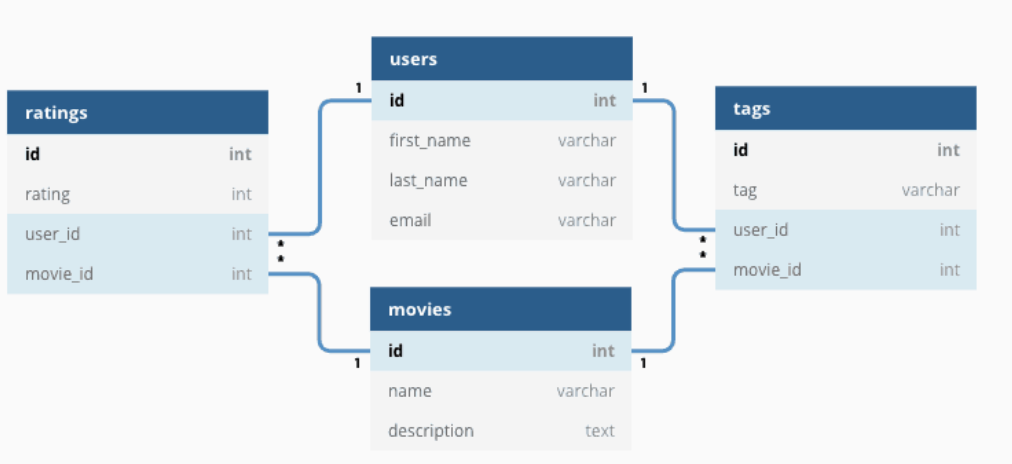 users
1
id int
1
first_name varchar
last_name varchar
email varchar
ratings
id int
rating int
user_id int
*
*
movie_id int
tags
id int
tag varchar
*
user_id int
*
movie_id int
movies
1
id int
1
name varchar
description text